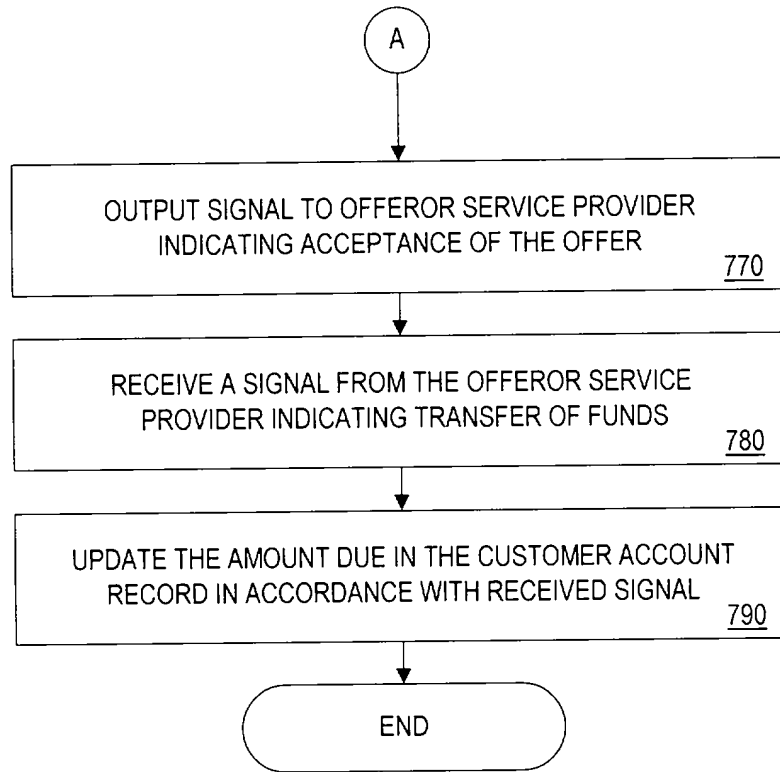 A
OUTPUT SIGNAL TO OFFEROR SERVICE PROVIDER
INDICATING ACCEPTANCE OF THE OFFER
770
RECEIVE A SIGNAL FROM THE OFFEROR SERVICE
PROVIDER INDICATING TRANSFER OF FUNDS
780
UPDATE THE AMOUNT DUE IN THE CUSTOMER ACCOUNT
RECORD IN ACCORDANCE WITH RECEIVED SIGNAL
790
END